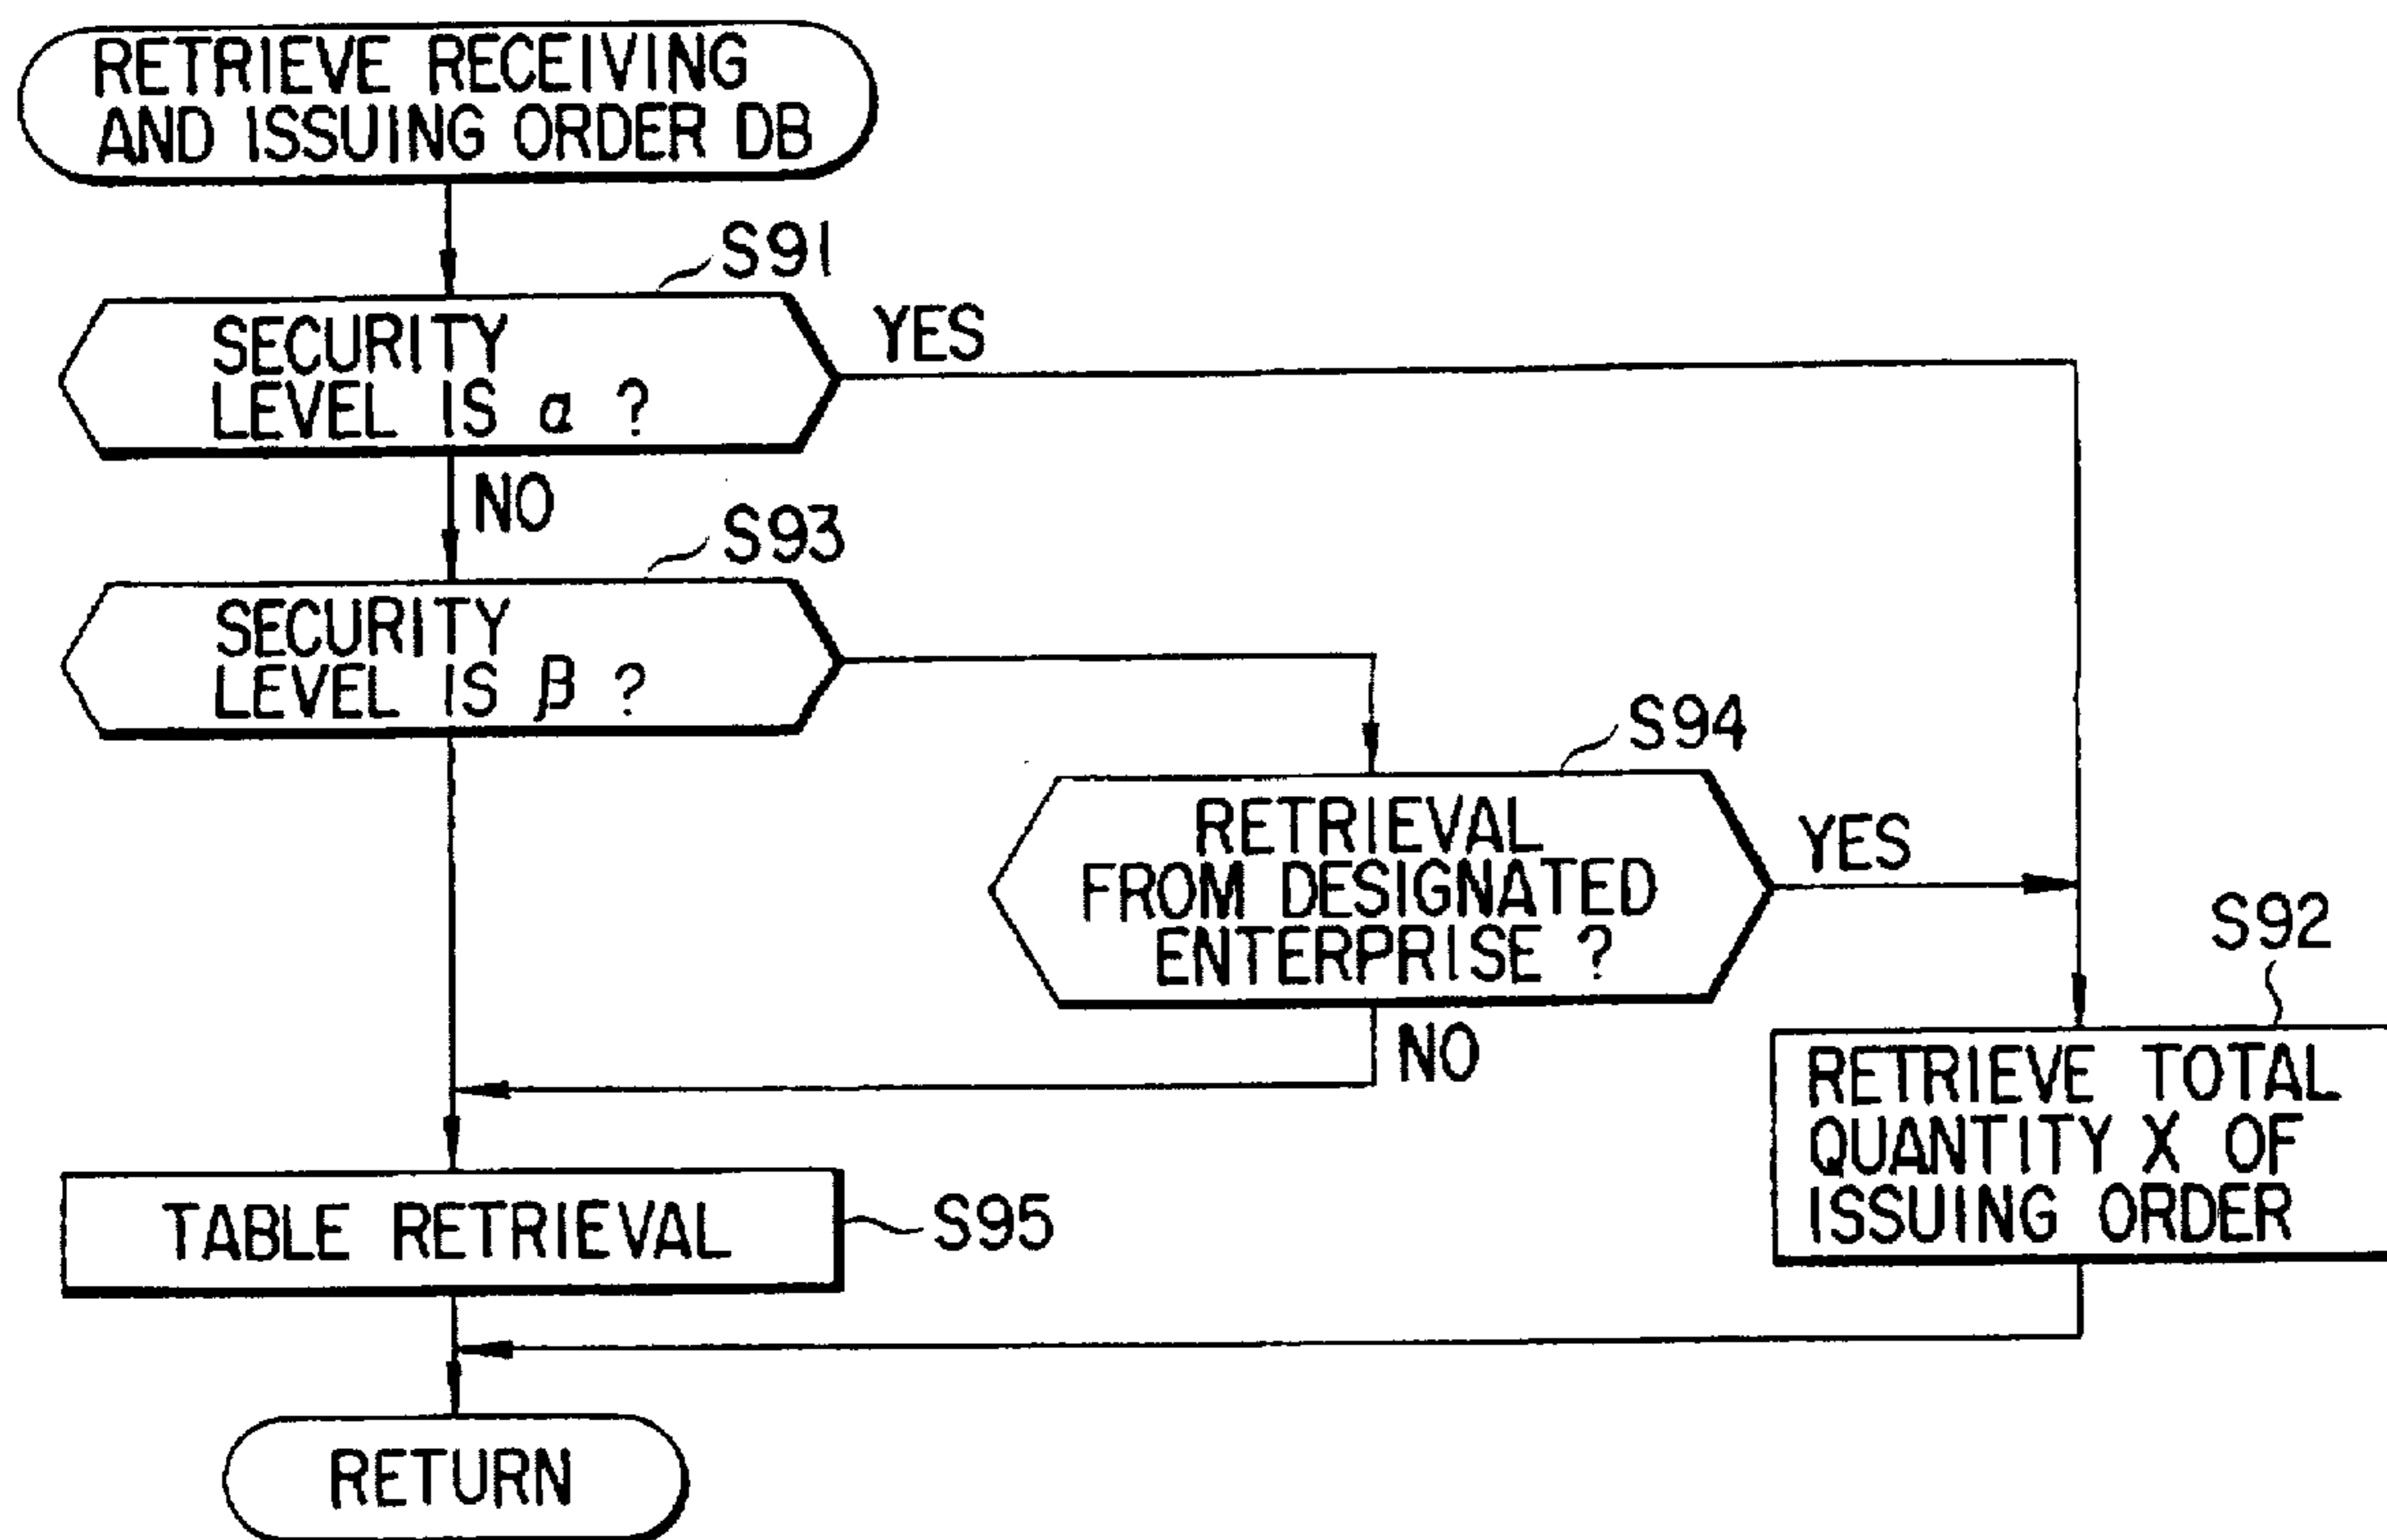 RETRIEVE RECEIVING
AND ISSUING ORDER DB
S91
SECURITY
LEVEL IS α ?
YES
NO
S93
SECURITY
LEVEL IS β ?
S94
RETRIEVAL
FROM DESIGNATED
ENTERPRISE ?
YES
NO
S92
RETRIEVE TOTAL
QUANTITY X OF
ISSUING ORDER
TABLE RETRIEVAL
S95
RETURN